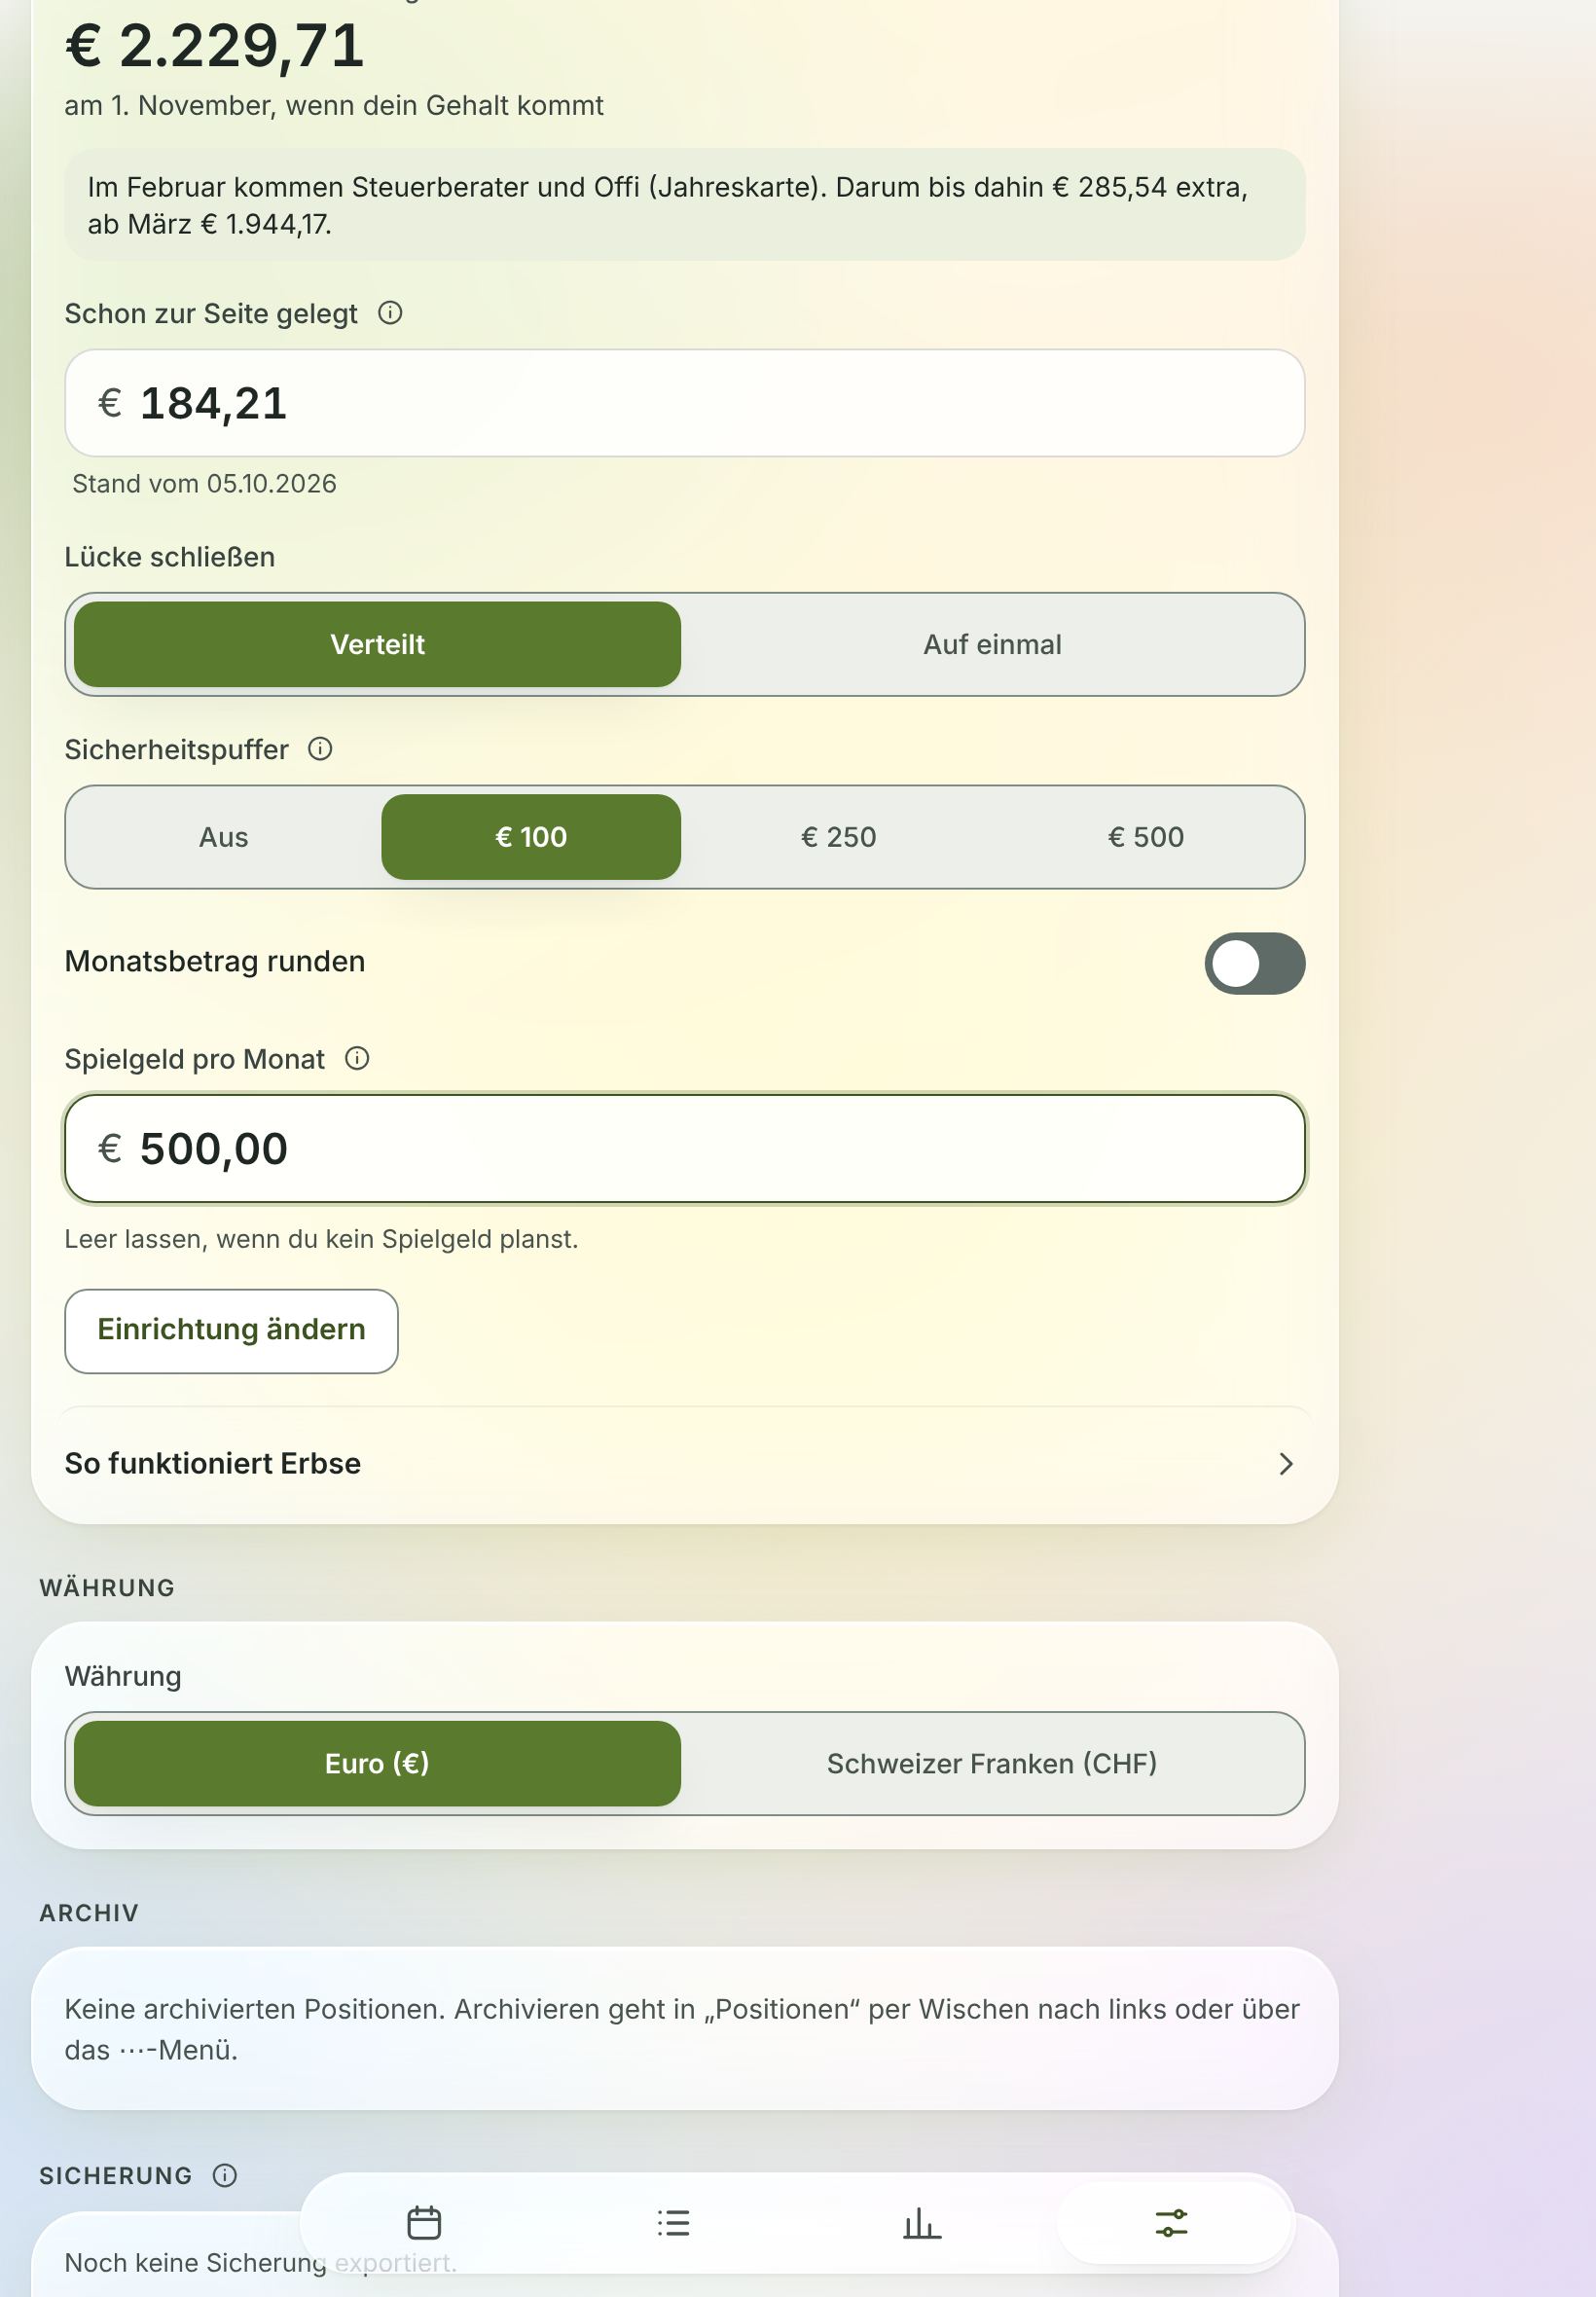 € 2.229,71
am 1. November, wenn dein Gehalt kommt
Im Februar kommen Steuerberater und Offi (Jahreskarte). Darum bis dahin € 285,54 extra,
ab März € 1.944,17.
Schon zur Seite gelegt
€ 184,21
Stand vom 05.10.2026
Lücke schließen
Verteilt
Auf einmal
Sicherheitspuffer
Aus
€ 100
€ 250
€ 500
Monatsbetrag runden
Spielgeld pro Monat
€ 500,00
Leer lassen, wenn du kein Spielgeld planst.
Einrichtung ändern
So funktioniert Erbse
WÄHRUNG
Währung
Euro (€)
Schweizer Franken (CHF)
ARCHIV
Keine archivierten Positionen. Archivieren geht in „Positionen“ per Wischen nach links oder über
das ···-Menü.
SICHERUNG
Noch keine Sicherung exportiert.